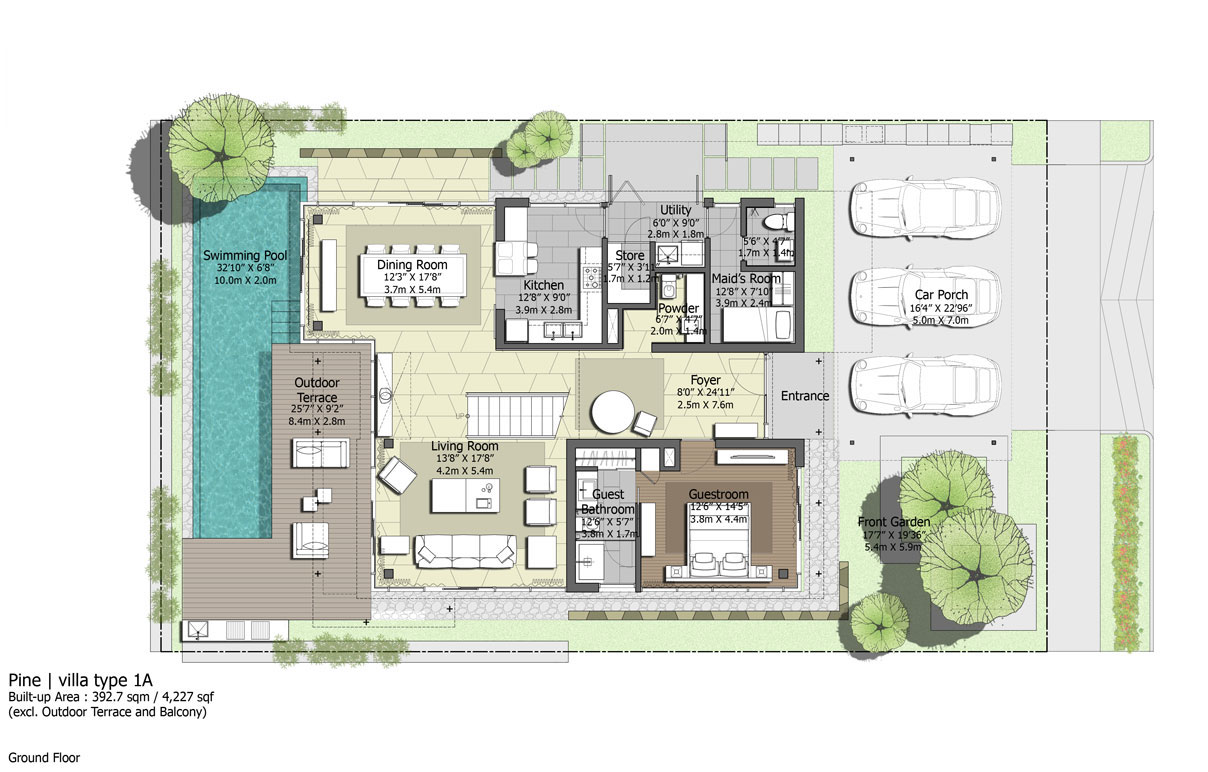 Utility
6'0" X 9'0"
2.8m X 1.8m
Swimming Pool
32'10" X 6'8"
10.0m X 2.0m
Dining Room
12'3" X 17'8"
3.7m X 5.4m
Store
5'7" X 3'11"
1.7m X 1.2m
5'6" X 4'7"
1.7m X 1.4m
Kitchen
12'8" X 9'0"
3.9m X 2.8m
Maid's Room
12'8" X 7'10"
3.9m X 2.4m
Powder
6'7" X 4'7"
2.0m X 1.4m
Car Porch
16'4" X 22'96"
5.0m X 7.0m
Outdoor
Terrace
25'7" X 9'2"
8.4m X 2.8m
Foyer
8'0" X 24'11"
2.5m X 7.6m
Entrance
UP
Living Room
13'8" X 17'8"
4.2m X 5.4m
Guest
Bathroom
12'6" X 5'7"
3.8m X 1.7m
Guestroom
12'6" X 14'5"
3.8m X 4.4m
Front Garden
17'7" X 19'36"
5.4m X 5.9m
Pine | villa type 1A
Built-up Area : 392.7 sqm / 4,227 sqf
(excl. Outdoor Terrace and Balcony)
Ground Floor